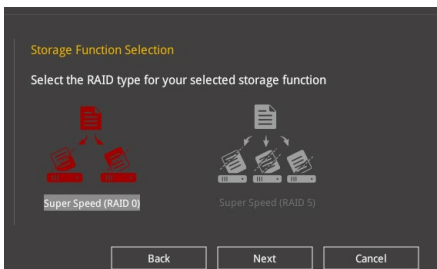 Storage Function Selection
Select the RAID type for your selected storage function
Super Speed (RAID 0)
Super Speed (RAID 5)
Back
Next
Cancel